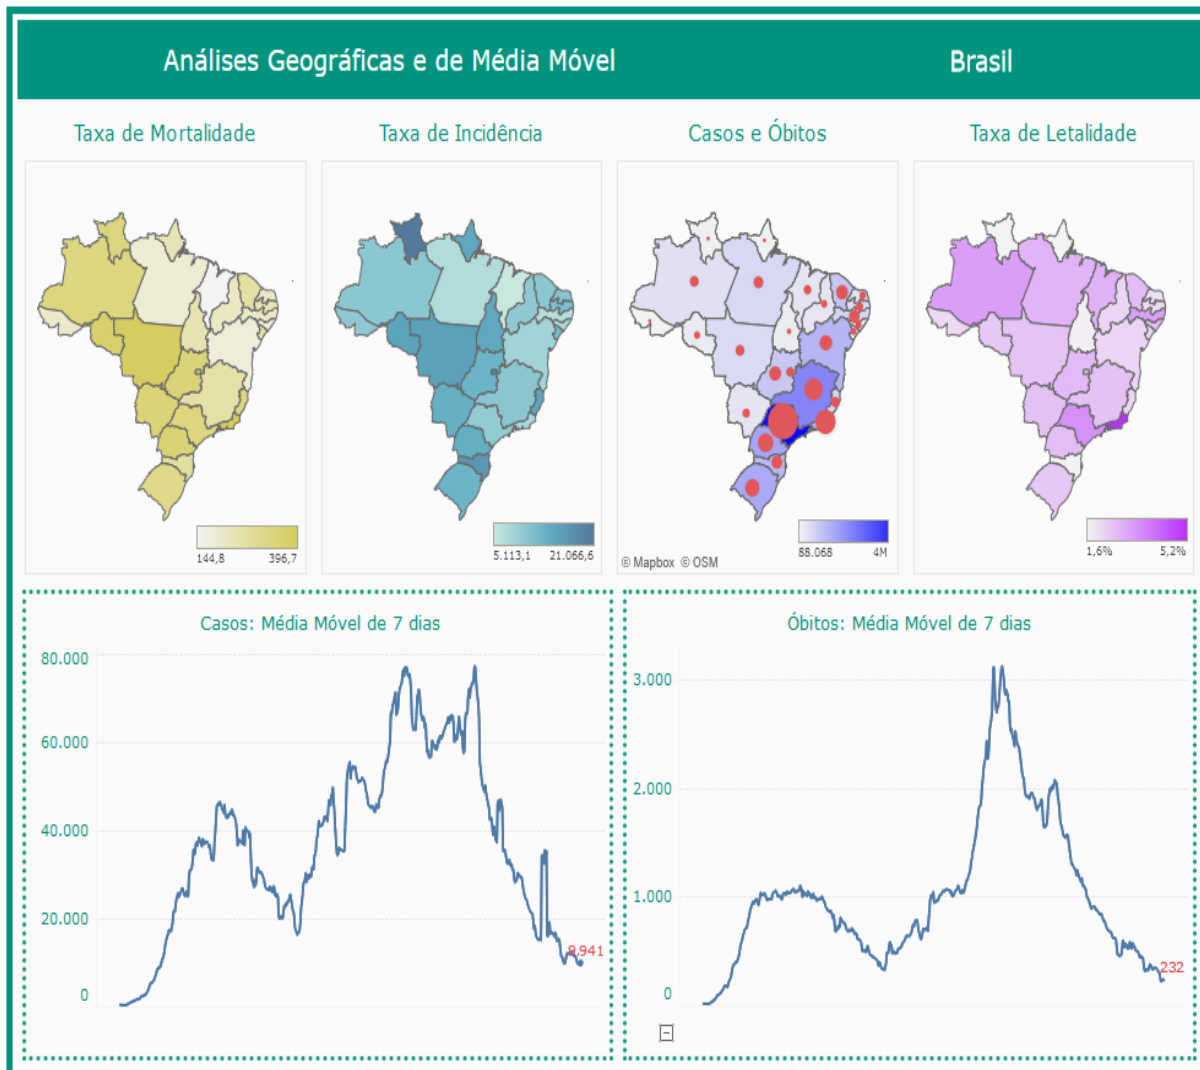 Análises Geográficas e de Média Móvel
Brasil
Taxa de Mortalidade
Taxa de Incidência
Casos e Óbitos
Taxa de Letalidade
144,8 396,7
5.113,1 21.066,6
88.068 4M
© Mapbox © OSM
1,6% 5,2%
Casos: Média Móvel de 7 dias
80.000
60.000
40.000
20.000
0
9.941
Óbitos: Média Móvel de 7 dias
3.000
2.000
1.000
0
232